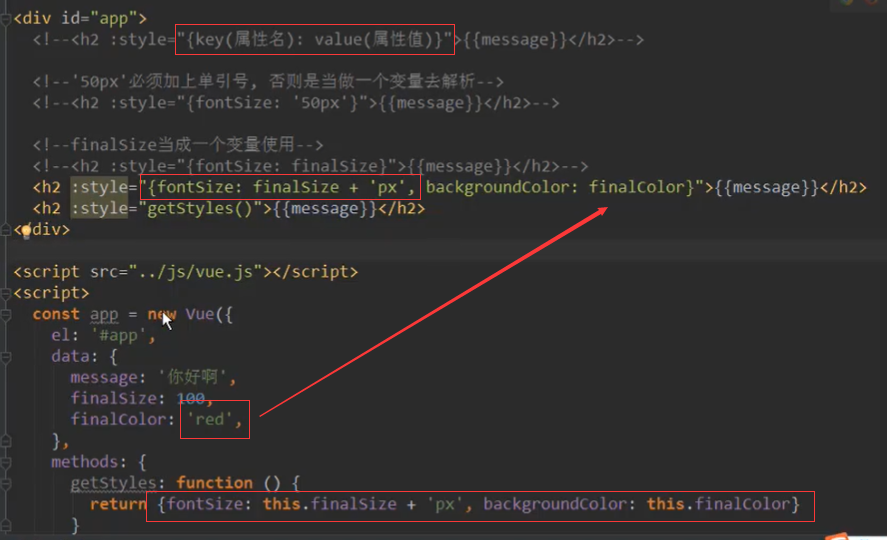 <div id="app">
<!--<h2 :style="{key(属性名): value(属性值)}">{{message}}</h2>-->
<!--'50px'必须加上单引号, 否则是当做一个变量去解析-->
<!--<h2 :style="{fontSize: '50px'}">{{message}}</h2>-->
<!--finalSize当成一个变量使用-->
<!--<h2 :style="{fontSize: finalSize}">{{message}}</h2>-->
<h2 :style="{fontSize: finalSize + 'px', backgroundColor: finalColor}">{{message}}</h2>
<h2 :style="getStyles()">{{message}}</h2>
</div>
<script src="../js/vue.js"></script>
<script>
const app = new Vue({
el: '#app',
data: {
message: '你好啊',
finalSize: 100,
finalColor: 'red',
},
methods: {
getStyles: function () {
return {fontSize: this.finalSize + 'px', backgroundColor: this.finalColor}
}